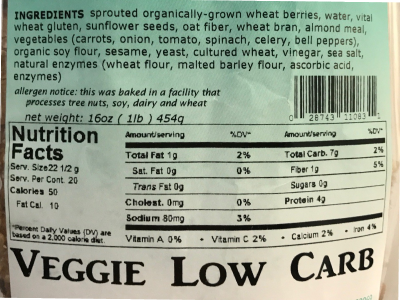 INGREDIENTS sprouted organically-grown wheat berries, water, vital
wheat gluten, sunflower seeds, oat fiber, wheat bran, almond meal,
vegetables (carrots, onion, tomato, spinach, celery, bell peppers),
organic soy flour, sesame, yeast, cultured wheat, vinegar, sea salt,
natural enzymes (wheat flour, malted barley flour, ascorbic acid,
enzymes)
allergen notice: this was baked in a facility that
processes tree nuts, soy, dairy and wheat
net weight: 16oz ( 1lb ) 454g
0 28743 11083
Nutrition
Facts
Serv. Size22 1/2 g
Serv. Per Cont. 20
Calories 50
Fat Cal. 10
*Percent Daily Values (DV) are
based on a 2,000 calorie diet.
Amount/serving %DV*
Total Fat 1g 2%
Sat. Fat 0g 0%
Trans Fat 0g
Cholest. 0mg 0%
Sodium 80mg 3%
Amount/serving %DV*
Total Carb. 7g 2%
Fiber 1g 5%
Sugars 0g
Protein 4g
Vitamin A 0% • Vitamin C 2% • Calcium 2% • Iron 4%
VEGGIE LOW CARB